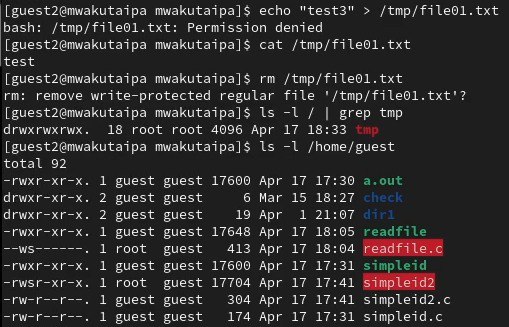 [guest2@mwakutaipa mwakutaipa]$ echo "test3" > /tmp/file01.txt
bash: /tmp/file01.txt: Permission denied
[guest2@mwakutaipa mwakutaipa]$ cat /tmp/file01.txt
test
[guest2@mwakutaipa mwakutaipa]$ rm /tmp/file01.txt
rm: remove write-protected regular file '/tmp/file01.txt'?
[guest2@mwakutaipa mwakutaipa]$ ls -l / | grep tmp
drwxrwxrwx.  18 root root 4096 Apr 17 18:33 tmp
[guest2@mwakutaipa mwakutaipa]$ ls -l /home/guest
total 92
-rwxr-xr-x. 1 guest guest 17600 Apr 17 17:30 a.out
drwxr-xr-x. 2 guest guest     6 Mar 15 18:27 check
drwxr-xr-x. 2 guest guest    19 Apr  1 21:07 dir1
-rwxr-xr-x. 1 guest guest 17648 Apr 17 18:05 readfile
--ws------. 1 root  guest   413 Apr 17 18:04 readfile.c
-rwxr-xr-x. 1 guest guest 17600 Apr 17 17:31 simpleid
-rwsr-xr-x. 1 root  guest 17704 Apr 17 17:41 simpleid2
-rw-r--r--. 1 guest guest   304 Apr 17 17:41 simpleid2.c
-rw-r--r--. 1 guest guest   174 Apr 17 17:31 simpleid.c